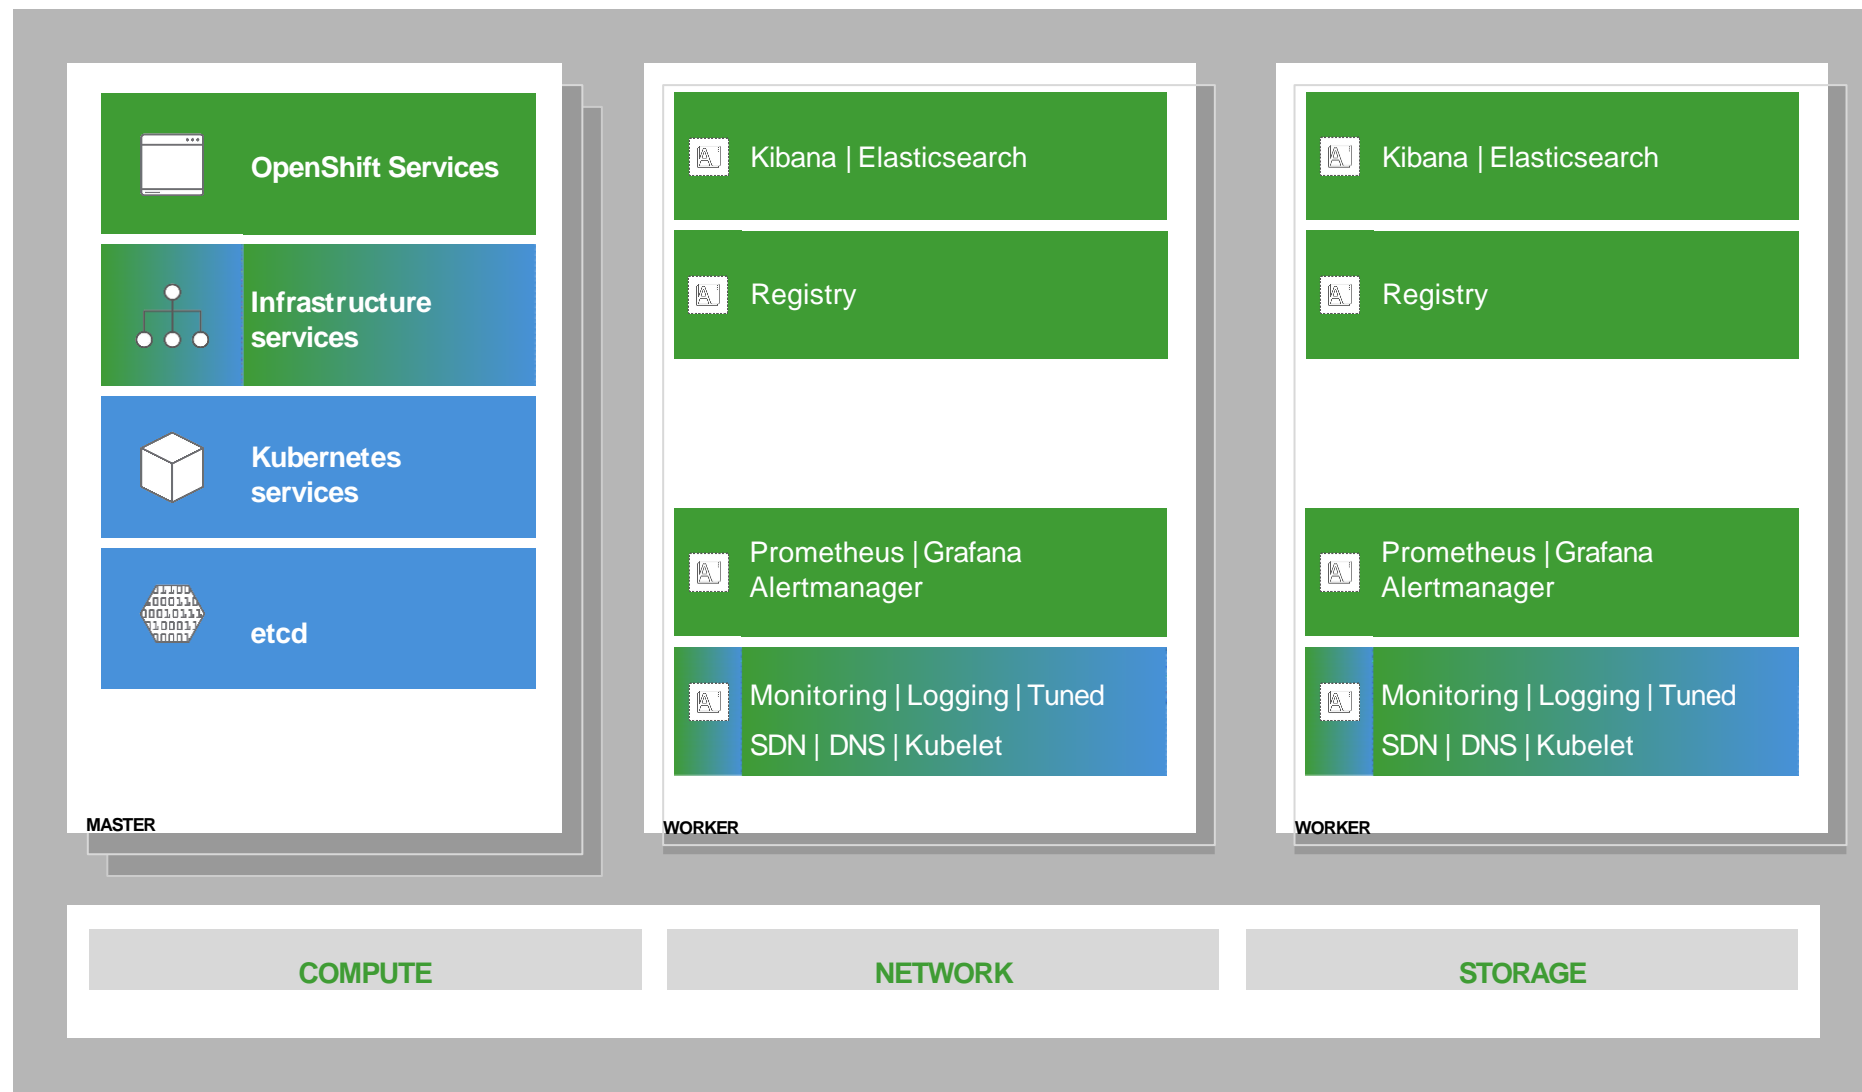 OpenShift Services
Infrastructure
services
Kubernetes
services
etcd
MASTER
Kibana | Elasticsearch
Registry
Prometheus | Grafana
Alertmanager
Monitoring | Logging | Tuned
SDN | DNS | Kubelet
WORKER
Kibana | Elasticsearch
Registry
Prometheus | Grafana
Alertmanager
Monitoring | Logging | Tuned
SDN | DNS | Kubelet
WORKER
COMPUTE
NETWORK
STORAGE